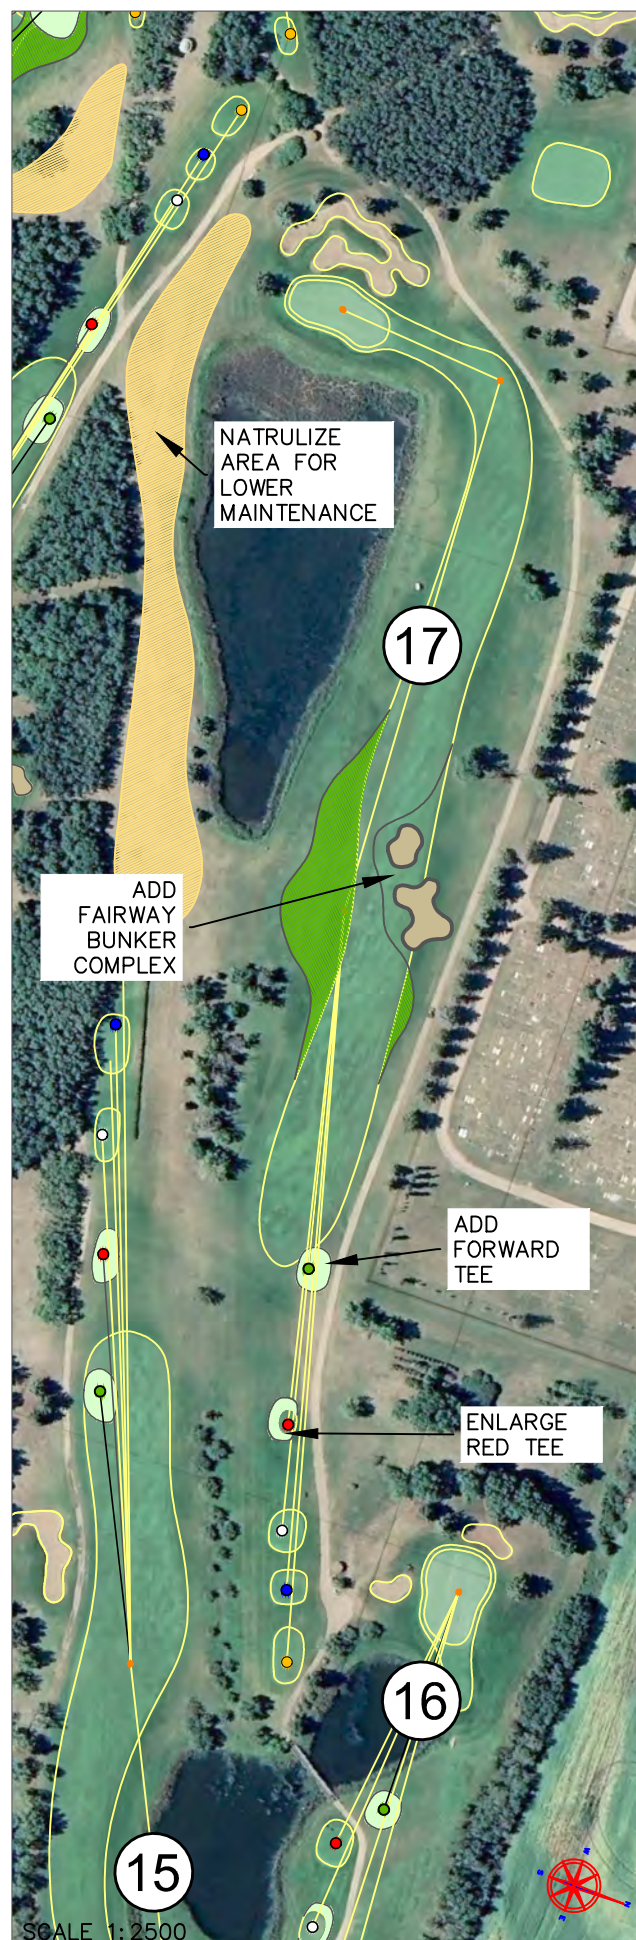 NATRULIZE
AREA FOR
LOWER
MAINTENANCE
17
ADD
FAIRWAY
BUNKER
COMPLEX
ADD
FORWARD
TEE
ENLARGE
RED TEE
16
15
SCALE 1:2500